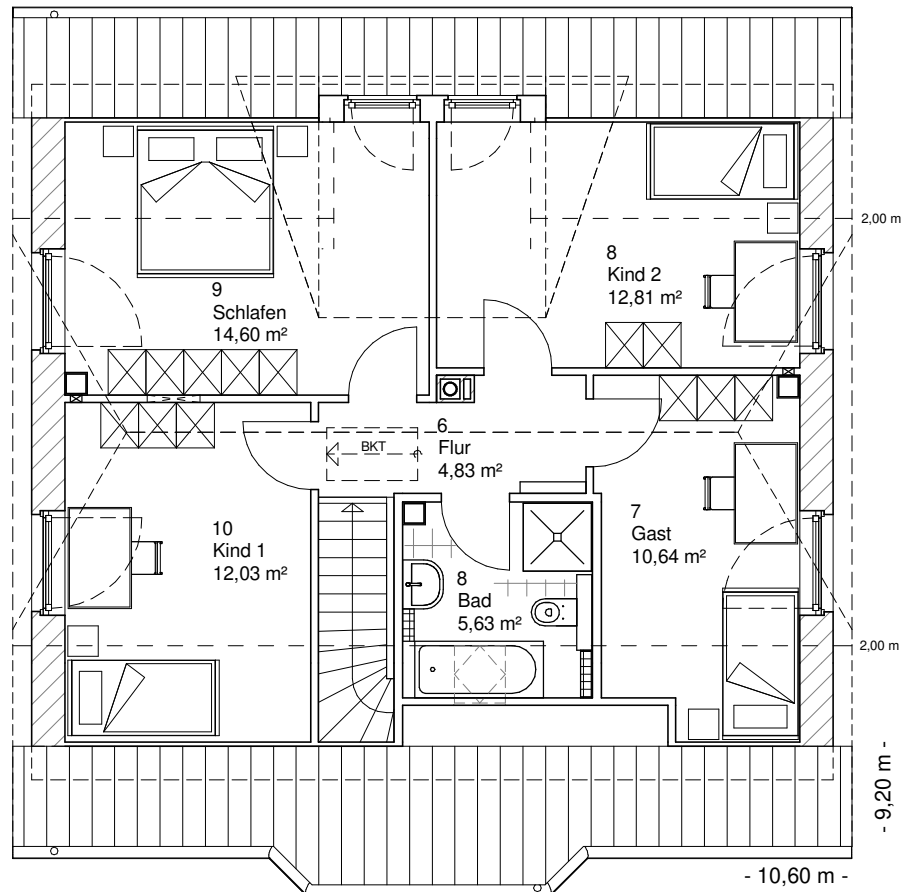 2,00 m
8
Kind 2
12,81 m²
9
Schlafen
14,60 m²
6
Flur
4,83 m²
BKT
10
Kind 1
12,03 m²
7
Gast
10,64 m²
8
Bad
5,63 m²
2,00 m
- 9,20 m -
- 10,60 m -